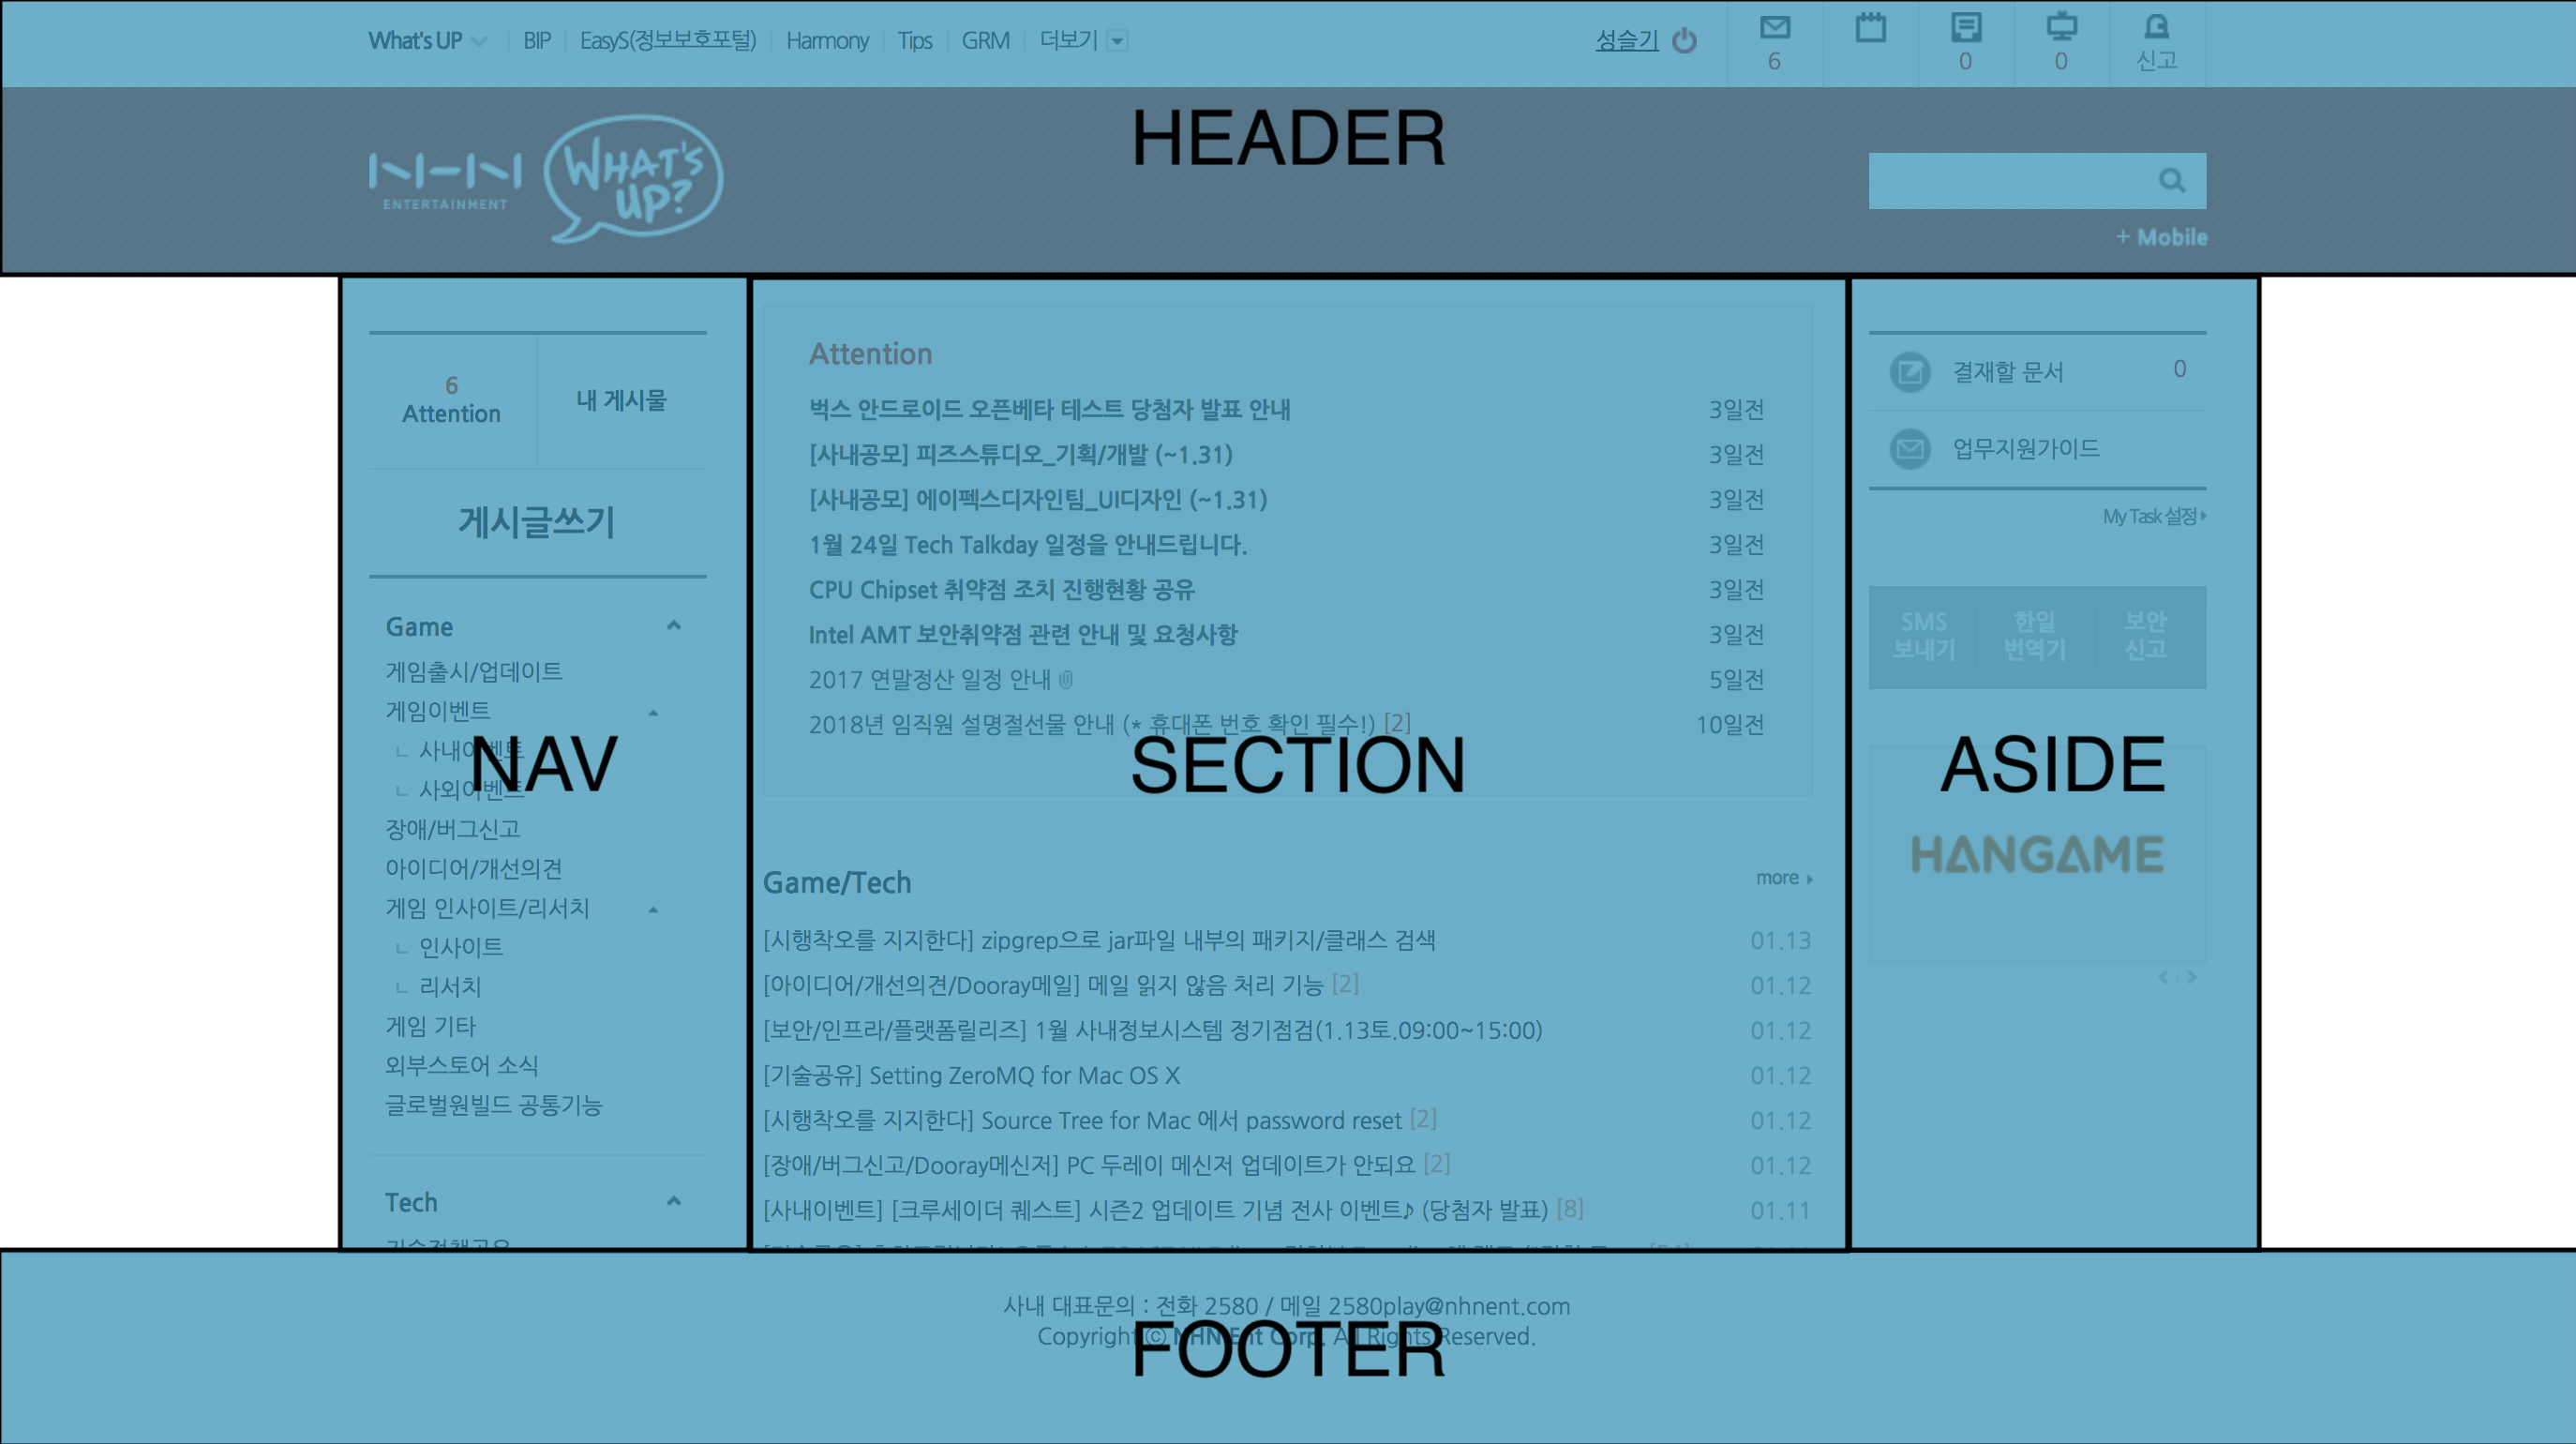 What's UP BIP EasyS(정보보호포털) Harmony Tips GRM 더보기
성슬기 6 0 0 신고
HEADER
NHN
ENTERTAINMENT
WHAT'S
UP?
+ Mobile
6
Attention
내 게시물
게시글쓰기
Game
게임출시/업데이트
게임이벤트
ㄴ 사내이벤트
ㄴ 사외이벤트
장애/버그신고
아이디어/개선의견
게임 인사이트/리서치
ㄴ 인사이트
ㄴ 리서치
게임 기타
외부스토어 소식
글로벌원빌드 공통기능
Tech
NAV
Attention
벅스 안드로이드 오픈베타 테스트 당첨자 발표 안내 3일전
[사내공모] 피즈스튜디오_기획/개발 (~1.31) 3일전
[사내공모] 에이펙스디자인팀_UI디자인 (~1.31) 3일전
1월 24일 Tech Talkday 일정을 안내드립니다. 3일전
CPU Chipset 취약점 조치 진행현황 공유 3일전
Intel AMT 보안취약점 관련 안내 및 요청사항 3일전
2017 연말정산 일정 안내 5일전
2018년 임직원 설명절선물 안내 (* 휴대폰 번호 확인 필수!) [2] 10일전
SECTION
Game/Tech more
[시행착오를 지지한다] zipgrep으로 jar파일 내부의 패키지/클래스 검색 01.13
[아이디어/개선의견/Dooray메일] 메일 읽지 않음 처리 기능 [2] 01.12
[보안/인프라/플랫폼릴리즈] 1월 사내정보시스템 정기점검(1.13토.09:00~15:00) 01.12
[기술공유] Setting ZeroMQ for Mac OS X 01.12
[시행착오를 지지한다] Source Tree for Mac 에서 password reset [2] 01.12
[장애/버그신고/Dooray메신저] PC 두레이 메신저 업데이트가 안되요 [2] 01.12
[사내이벤트] [크루세이더 퀘스트] 시즌2 업데이트 기념 전사 이벤트♪ (당첨자 발표) [8] 01.11
결재할 문서 0
업무지원가이드
My Task 설정
SMS
보내기
한일
번역기
보안
신고
ASIDE
HANGAME
사내 대표문의 : 전화 2580 / 메일 2580play@nhnent.com
Copyright ⓒ NHN Ent Corp. All Rights Reserved.
FOOTER